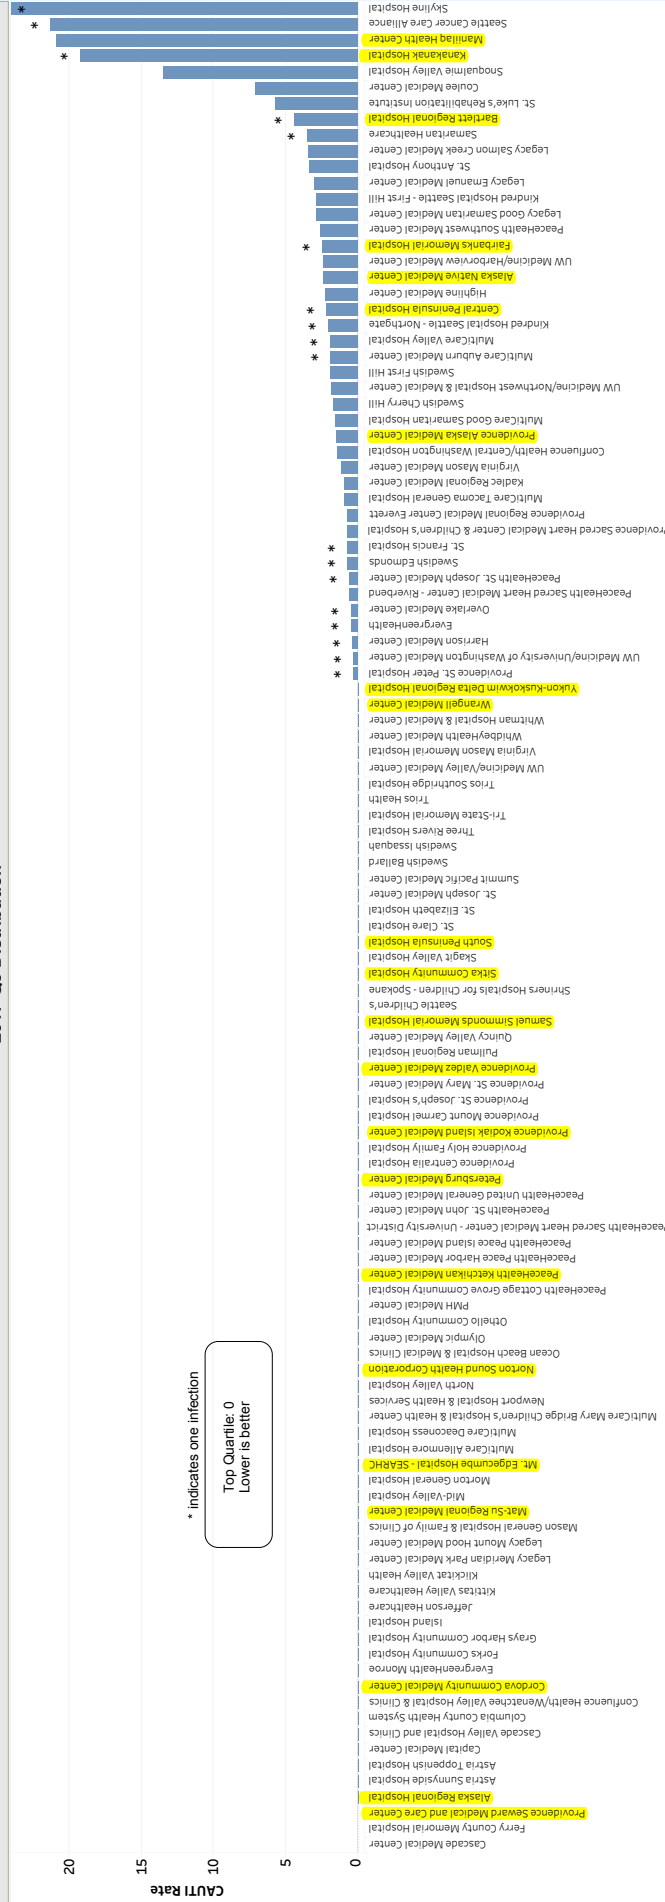 Skyline Hospital
Seattle Cancer Care Alliance
Maniilaq Health Center
Kanakanak Hospital
Snoqualmie Valley Hospital
Coulee Medical Center
St. Luke's Rehabilitation Institute
Bartlett Regional Hospital
Samaritan Healthcare
Legacy Salmon Creek Medical Center
St. Anthony Hospital
Legacy Emanuel Medical Center
Kindred Hospital Seattle - First Hill
Legacy Good Samaritan Medical Center
PeaceHealth Southwest Medical Center
Fairbanks Memorial Hospital
UW Medicine/Harborview Medical Center
Alaska Native Medical Center
Highline Medical Center
Central Peninsula Hospital
Kindred Hospital Seattle - Northgate
MultiCare Valley Hospital
MultiCare Auburn Medical Center
Swedish First Hill
UW Medicine/Northwest Hospital & Medical Center
Swedish Cherry Hill
MultiCare Good Samaritan Hospital
Providence Alaska Medical Center
Confluence Health/Central Washington Hospital
Virginia Mason Medical Center
Kadlec Regional Medical Center
MultiCare Tacoma General Hospital
Providence Regional Medical Center Everett
Providence Sacred Heart Medical Center & Children's Hospital
St. Francis Hospital
Swedish Edmonds
PeaceHealth St. Joseph Medical Center
PeaceHealth Sacred Heart Medical Center - Riverbend
Overlake Medical Center
EvergreenHealth
Harrison Medical Center
UW Medicine/University of Washington Medical Center
Providence St. Peter Hospital
Yukon-Kuskokwim Delta Regional Hospital
Wrangell Medical Center
Whitman Hospital & Medical Center
WhidbeyHealth Medical Center
Virginia Mason Memorial Hospital
UW Medicine/Valley Medical Center
Trios Southridge Hospital
Trios Health
Tri-State Memorial Hospital
Three Rivers Hospital
Swedish Issaquah
Swedish Ballard
Summit Pacific Medical Center
St. Joseph Medical Center
St. Elizabeth Hospital
St. Clare Hospital
South Peninsula Hospital
Skagit Valley Hospital
Sitka Community Hospital
Shriners Hospitals for Children - Spokane
Seattle Children's
Samuel Simmonds Memorial Hospital
Quincy Valley Medical Center
Pullman Regional Hospital
Providence Valdez Medical Center
Providence St. Mary Medical Center
Providence St. Joseph's Hospital
Providence Mount Carmel Hospital
Providence Kodiak Island Medical Center
Providence Holy Family Hospital
Providence Centralia Hospital
Petersburg Medical Center
PeaceHealth United General Medical Center
PeaceHealth St. John Medical Center
PeaceHealth Sacred Heart Medical Center - University District
PeaceHealth Peace Island Medical Center
PeaceHealth Peace Harbor Medical Center
PeaceHealth Ketchikan Medical Center
PeaceHealth Cottage Grove Community Hospital
PMH Medical Center
Othello Community Hospital
Olympic Medical Center
Ocean Beach Hospital & Medical Clinics
Norton Sound Health Corporation
North Valley Hospital
Newport Hospital & Health Services
MultiCare Mary Bridge Children's Hospital & Health Center
MultiCare Deaconess Hospital
MultiCare Allenmore Hospital
Mt. Edgecumbe Hospital - SEARHC
Morton General Hospital
Mid-Valley Hospital
Mat-Su Regional Medical Center
Mason General Hospital & Family of Clinics
Legacy Mount Hood Medical Center
Legacy Meridian Park Medical Center
Klickitat Valley Health
Kittitas Valley Healthcare
Jefferson Healthcare
Island Hospital
Grays Harbor Community Hospital
Forks Community Hospital
EvergreenHealth Monroe
Cordova Community Medical Center
Confluence Health/Wenatchee Valley Hospital & Clinics
Columbia County Health System
Cascade Valley Hospital and Clinics
Capital Medical Center
Astria Toppenish Hospital
Astria Sunnyside Hospital
Alaska Regional Hospital
Providence Seward Medical and Care Center
Ferry County Memorial Hospital
Cascade Medical Center
* indicates one infection
Top Quartile: 0
Lower is better
20
15
10
5
0
CAUTI Rate